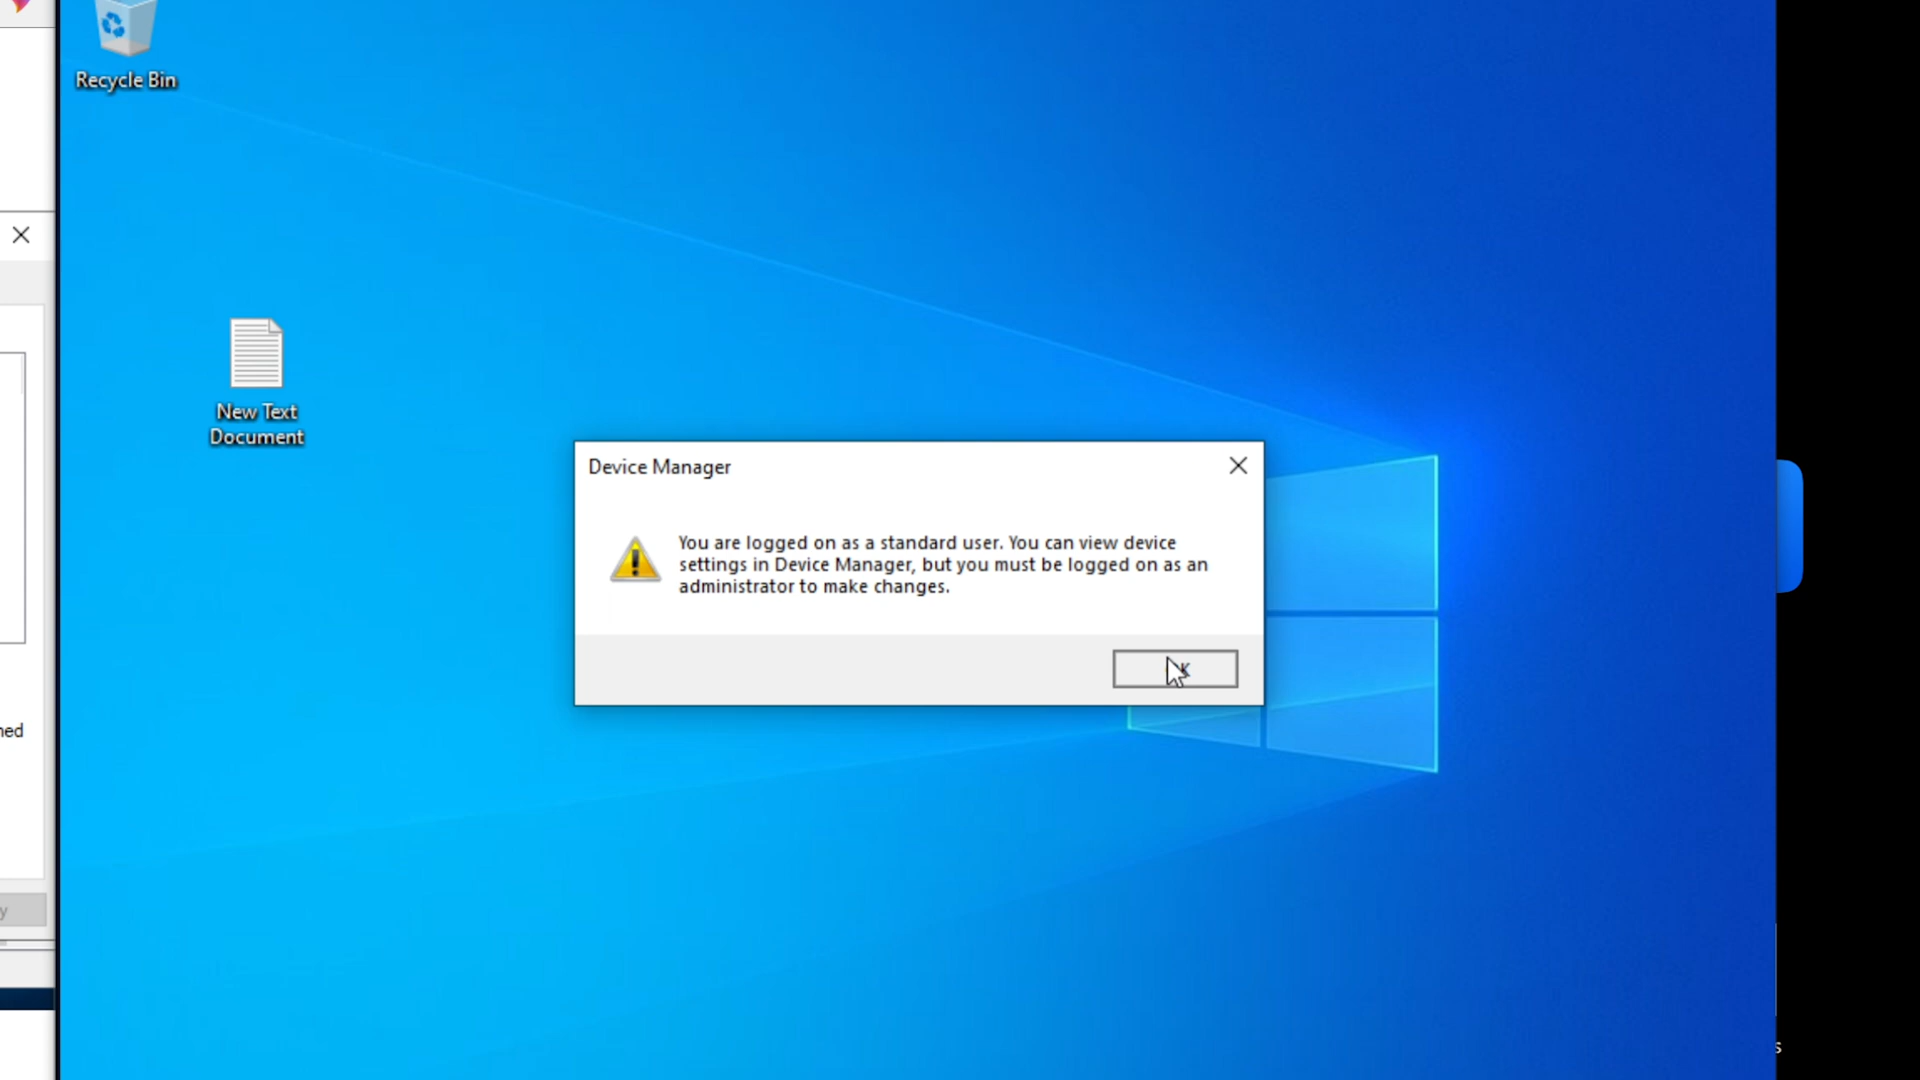 Recycle Bin
New Text
Document
Device Manager
You are logged on as a standard user. You can view device
settings in Device Manager, but you must be logged on as an
administrator to make changes.
ned
y
s